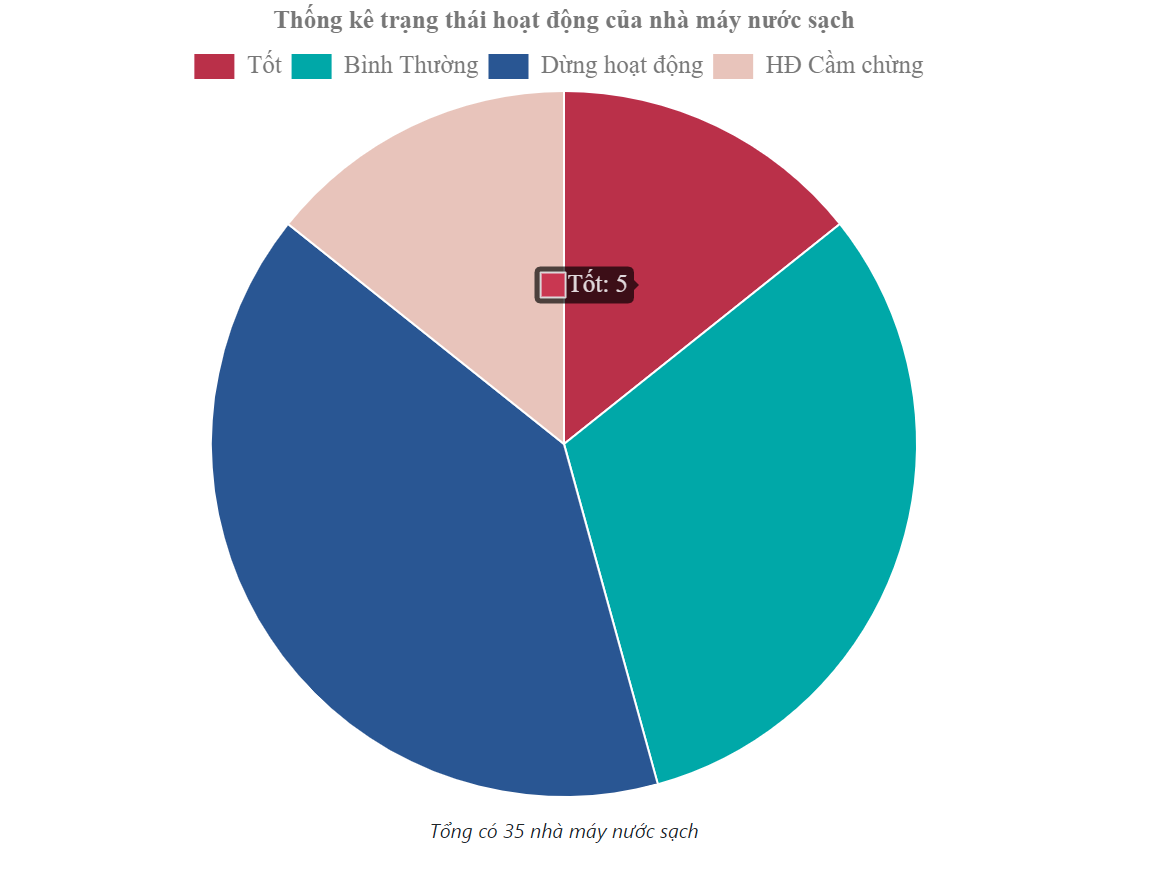 Thống kê trạng thái hoạt động của nhà máy nước sạch
Tốt Bình Thường Dừng hoạt động HĐ Cầm chừng
Tốt: 5
Tổng có 35 nhà máy nước sạch